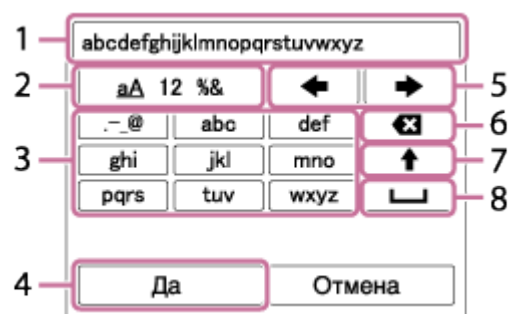 1 abcdefghijklmnopqrstuvwxyz
2 aA 12 %& 5
.-_@ abc def 6
3 ghi jkl mno 7
pqrs tuv wxyz 8
4 Да Отмена